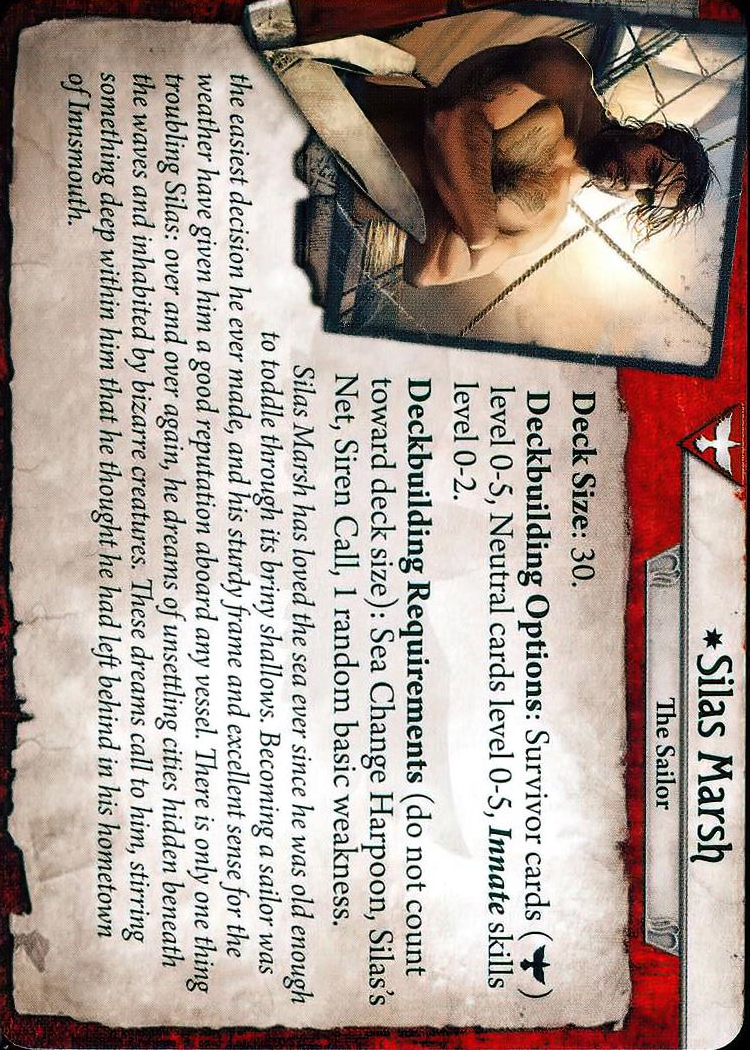 *Silas Marsh
The Sailor
Deck Size: 30.
Deckbuilding Options: Survivor cards ( )
level 0-5, Neutral cards level 0-5, Innate skills
level 0-2.
Deckbuilding Requirements (do not count
toward deck size): Sea Change Harpoon, Silas's
Net, Siren Call, 1 random basic weakness.
Silas Marsh has loved the sea ever since he was old enough
to toddle through its briny shallows. Becoming a sailor was
the easiest decision he ever made, and his sturdy frame and excellent sense for the
weather have given him a good reputation aboard any vessel. There is only one thing
troubling Silas: over and over again, he dreams of unsettling cities hidden beneath
the waves and inhabited by bizarre creatures. These dreams call to him, stirring
something deep within him that he thought he had left behind in his hometown
of Innsmouth.